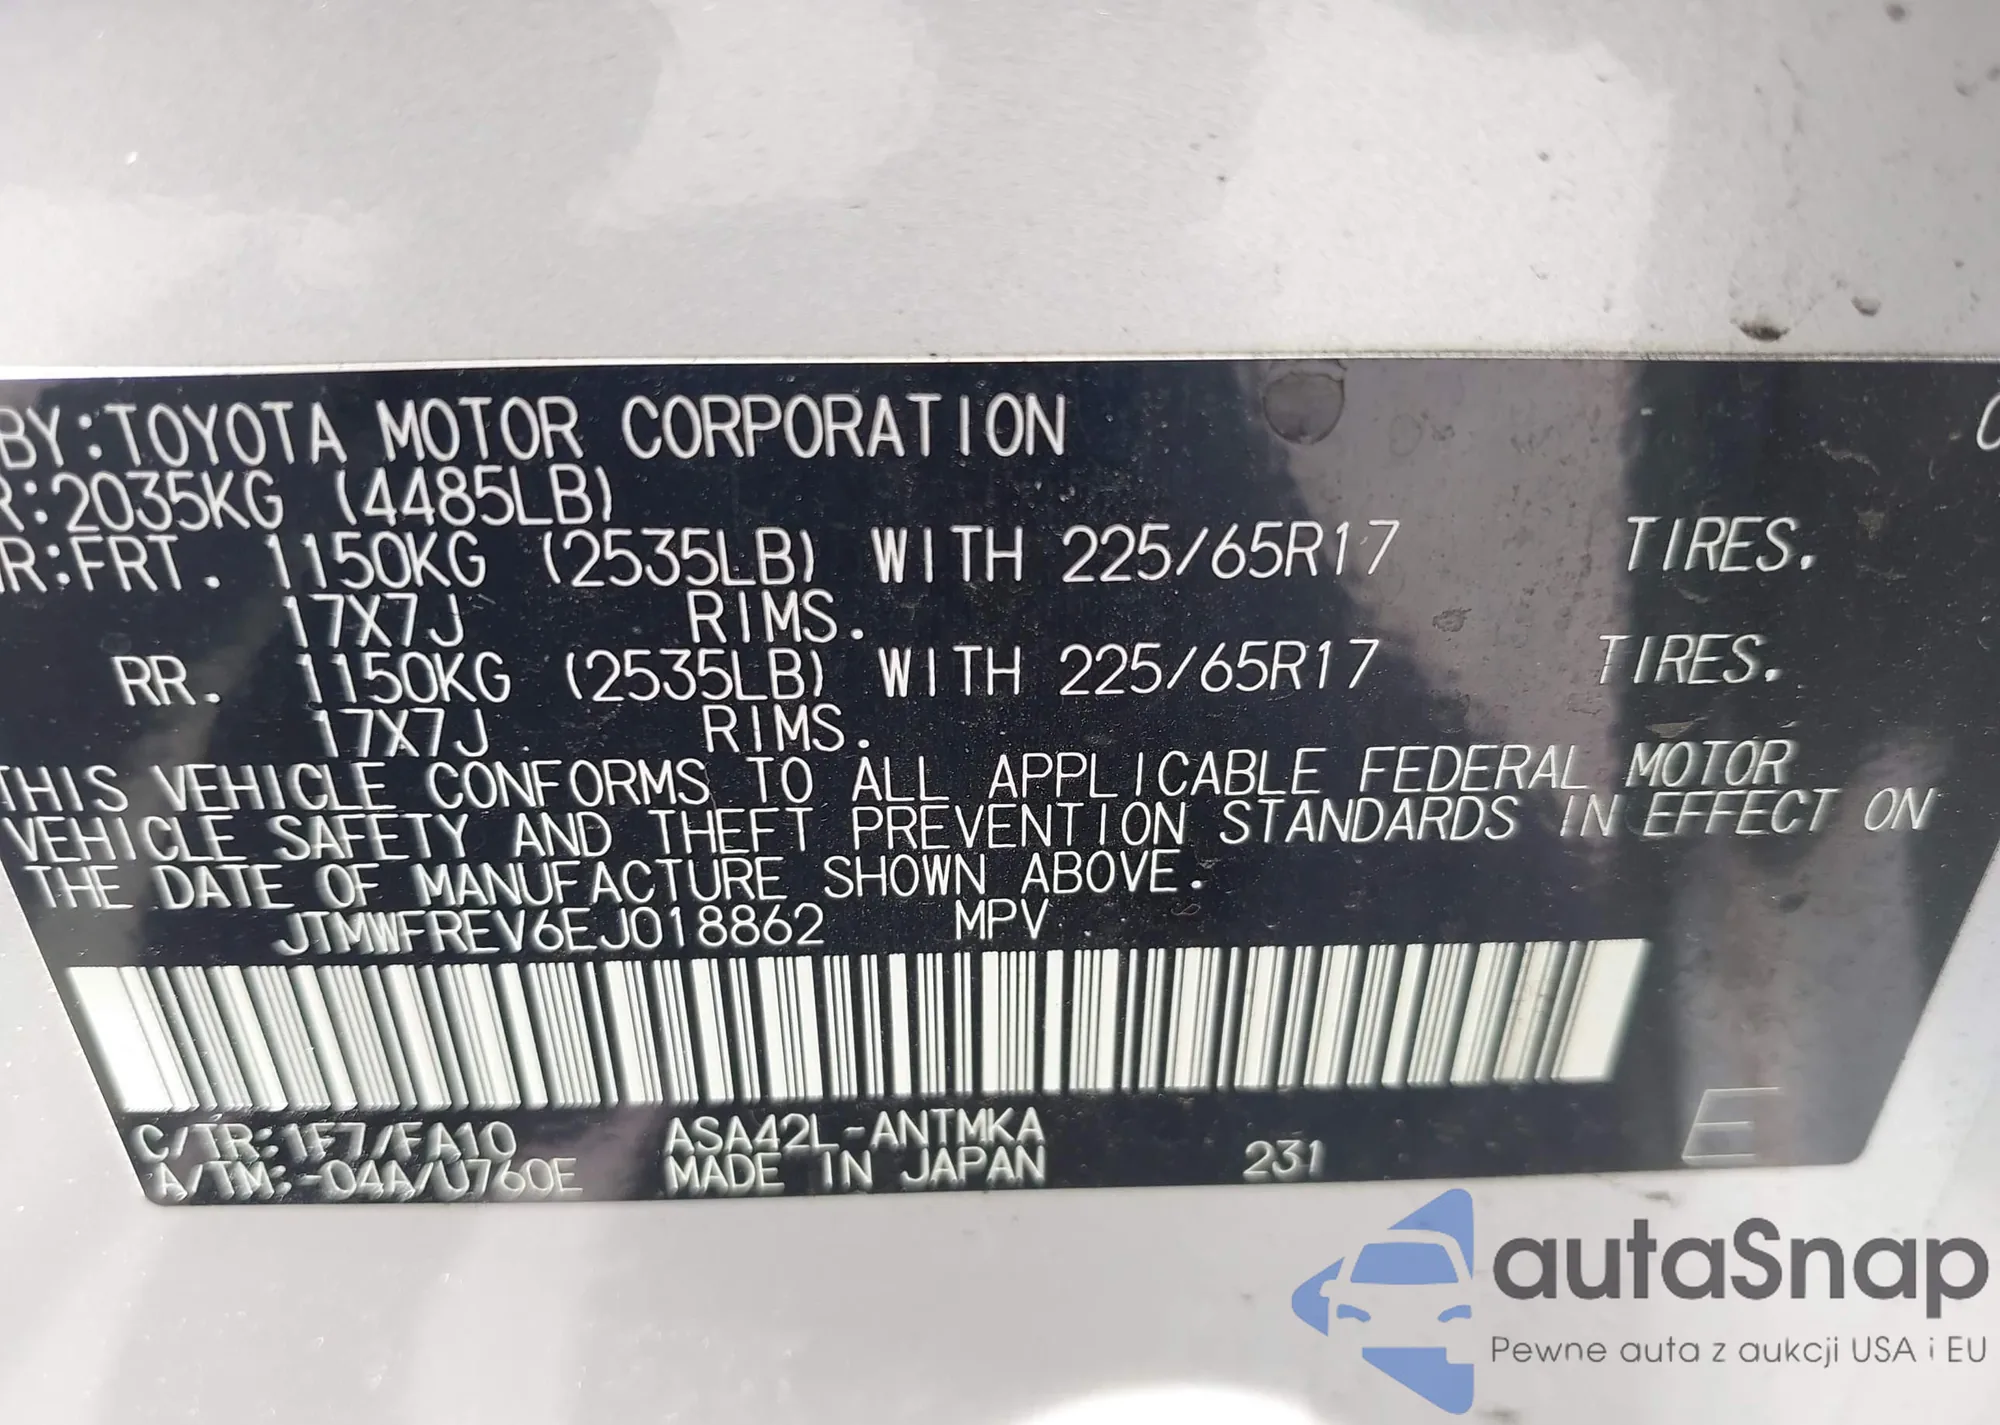 BY:TOYOTA MOTOR CORPORATION
R:2035KG (4485LB)
R:FRT. 1150KG (2535LB) WITH 225/65R17 TIRES.
17X7J RIMS.
RR. 1150KG (2535LB) WITH 225/65R17 TIRES.
17X7J RIMS.
THIS VEHICLE CONFORMS TO ALL APPLICABLE FEDERAL MOTOR
VEHICLE SAFETY AND THEFT PREVENTION STANDARDS IN EFFECT ON
THE DATE OF MANUFACTURE SHOWN ABOVE.
JTMWFREV6EJ018862 MPV
C/TR:1F7/FA10 ASA42L-ANTMKA
A/TM:-04A/U760E MADE IN JAPAN 231
E
autaSnap
Pewne auta z aukcji USA i EU